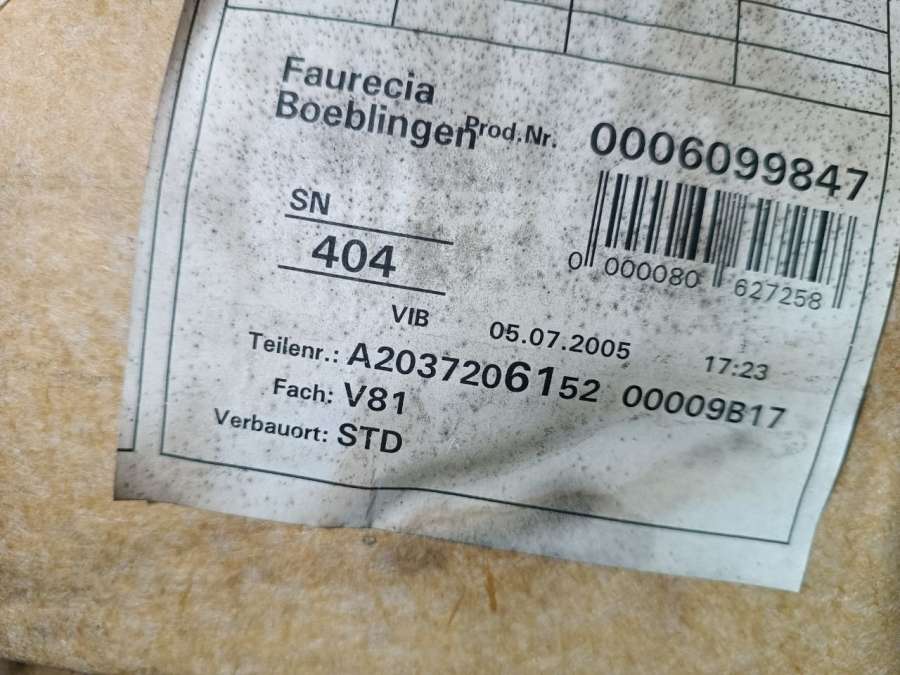 Faurecia
Boeblingen Prod.Nr. 0006099847
SN
404
0 000080 627258
VIB 05.07.2005 17:23
Teilenr.: A2037206152 00009B17
Fach: V81
Verbauort: STD